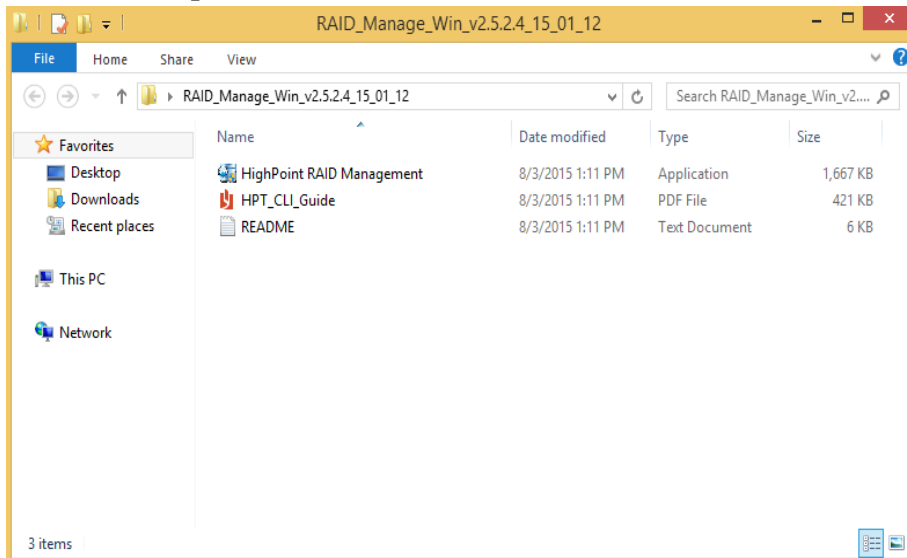 RAID_Manage_Win_v2.5.2.4_15_01_12
File Home Share View
RAID_Manage_Win_v2.5.2.4_15_01_12 Search RAID_Manage_Win_v2....
Name Date modified Type Size
Favorites
Desktop
Downloads
Recent places
This PC
Network
HighPoint RAID Management 8/3/2015 1:11 PM Application 1,667 KB
HPT_CLI_Guide 8/3/2015 1:11 PM PDF File 421 KB
README 8/3/2015 1:11 PM Text Document 6 KB
3 items